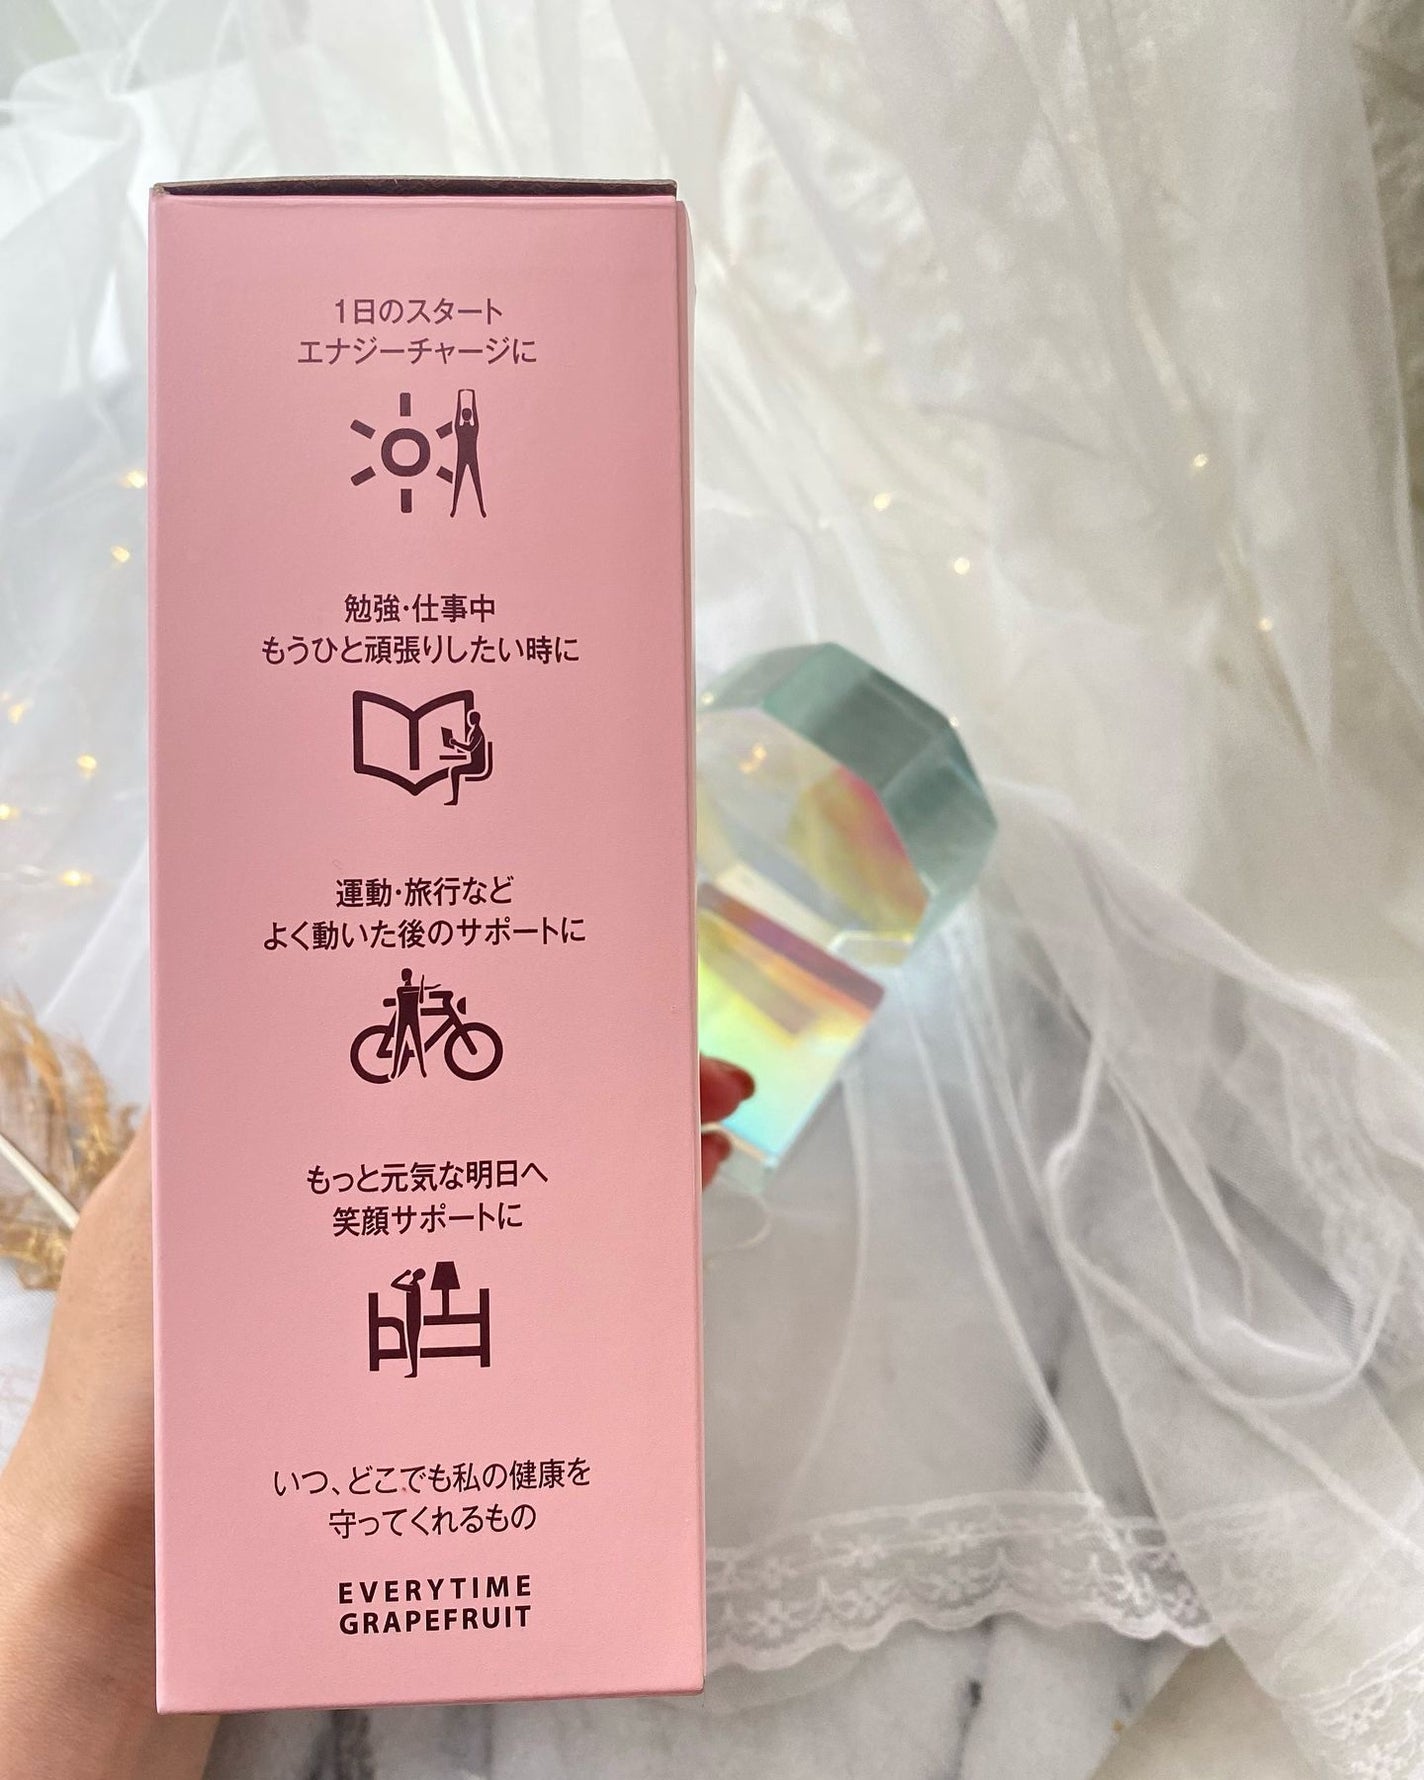 1日のスタート
エナジーチャージに
勉強・仕事中
もうひと頑張りしたい時に
運動・旅行など
よく動いた後のサポートに
もっと元気な明日へ
笑顔サポートに
いつ、どこでも私の健康を
守ってくれるもの
EVERYTIME
GRAPEFRUIT